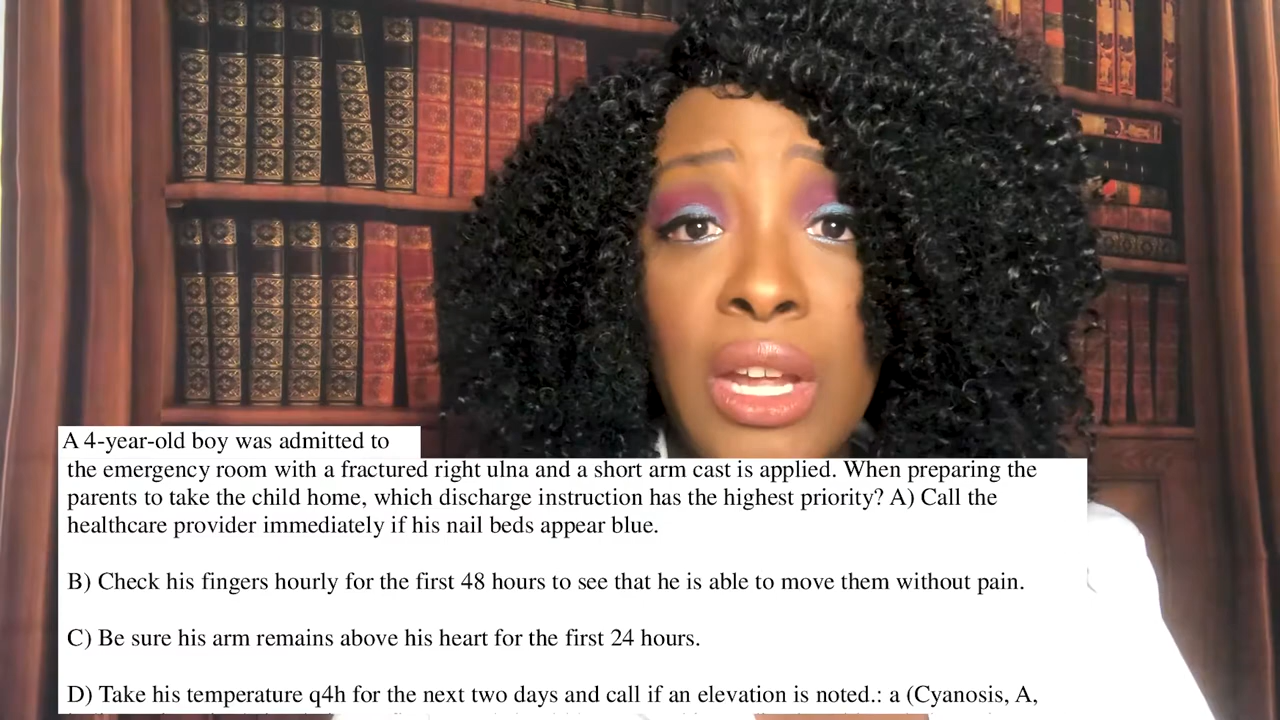 A 4-year-old boy was admitted to
the emergency room with a fractured right ulna and a short arm cast is applied. When preparing the
parents to take the child home, which discharge instruction has the highest priority? A) Call the
healthcare provider immediately if his nail beds appear blue.
B) Check his fingers hourly for the first 48 hours to see that he is able to move them without pain.
C) Be sure his arm remains above his heart for the first 24 hours.
D) Take his temperature q4h for the next two days and call if an elevation is noted.: a (Cyanosis, A,